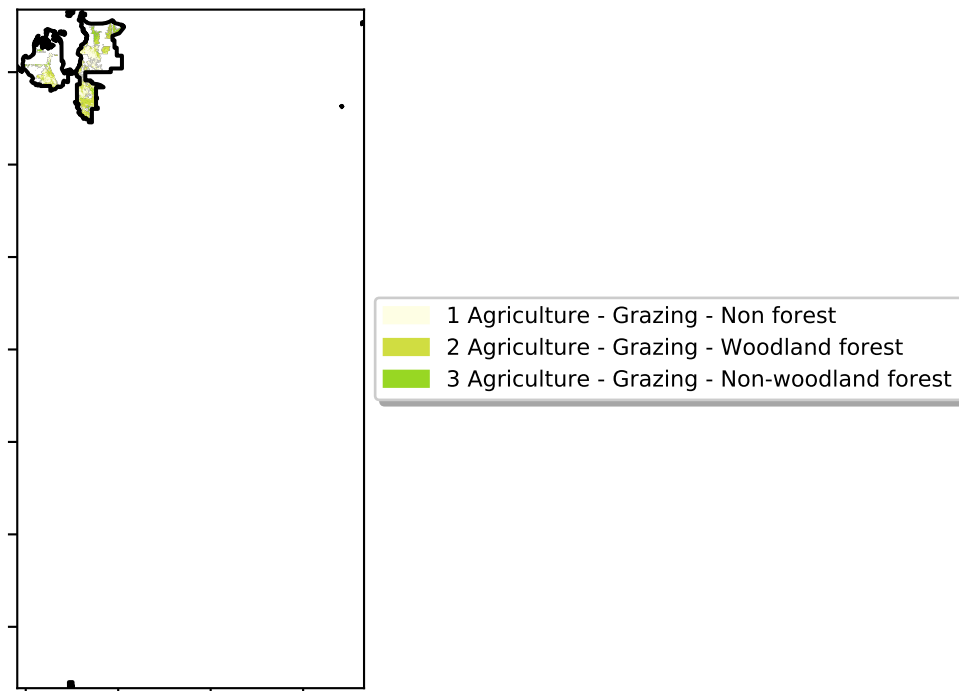 1 Agriculture - Grazing - Non forest
2 Agriculture - Grazing - Woodland forest
3 Agriculture - Grazing - Non-woodland forest